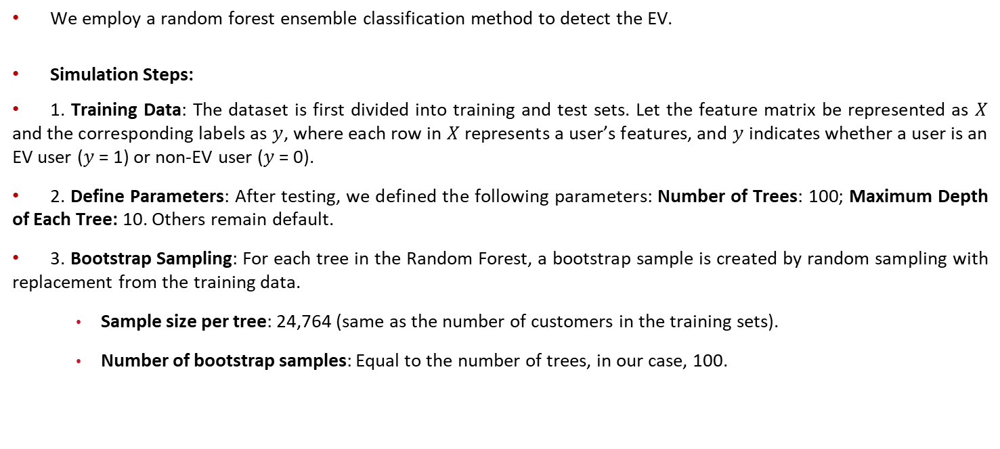 • We employ a random forest ensemble classification method to detect the EV.
• Simulation Steps:
• 1. Training Data: The dataset is first divided into training and test sets. Let the feature matrix be represented as X
and the corresponding labels as y, where each row in X represents a user's features, and y indicates whether a user is an
EV user (y = 1) or non-EV user (y = 0).
• 2. Define Parameters: After testing, we defined the following parameters: Number of Trees: 100; Maximum Depth
of Each Tree: 10. Others remain default.
• 3. Bootstrap Sampling: For each tree in the Random Forest, a bootstrap sample is created by random sampling with
replacement from the training data.
• Sample size per tree: 24,764 (same as the number of customers in the training sets).
• Number of bootstrap samples: Equal to the number of trees, in our case, 100.